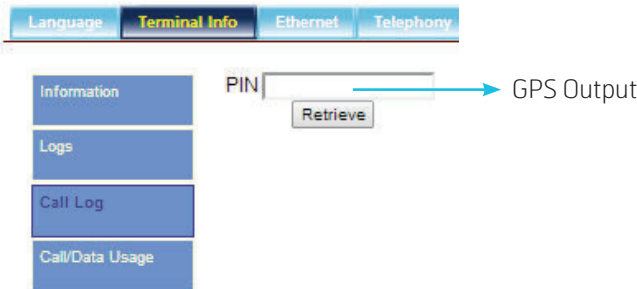 Language Terminal Info Ethernet Telephony
Information
PIN
GPS Output
Retrieve
Logs
Call Log
Call/Data Usage